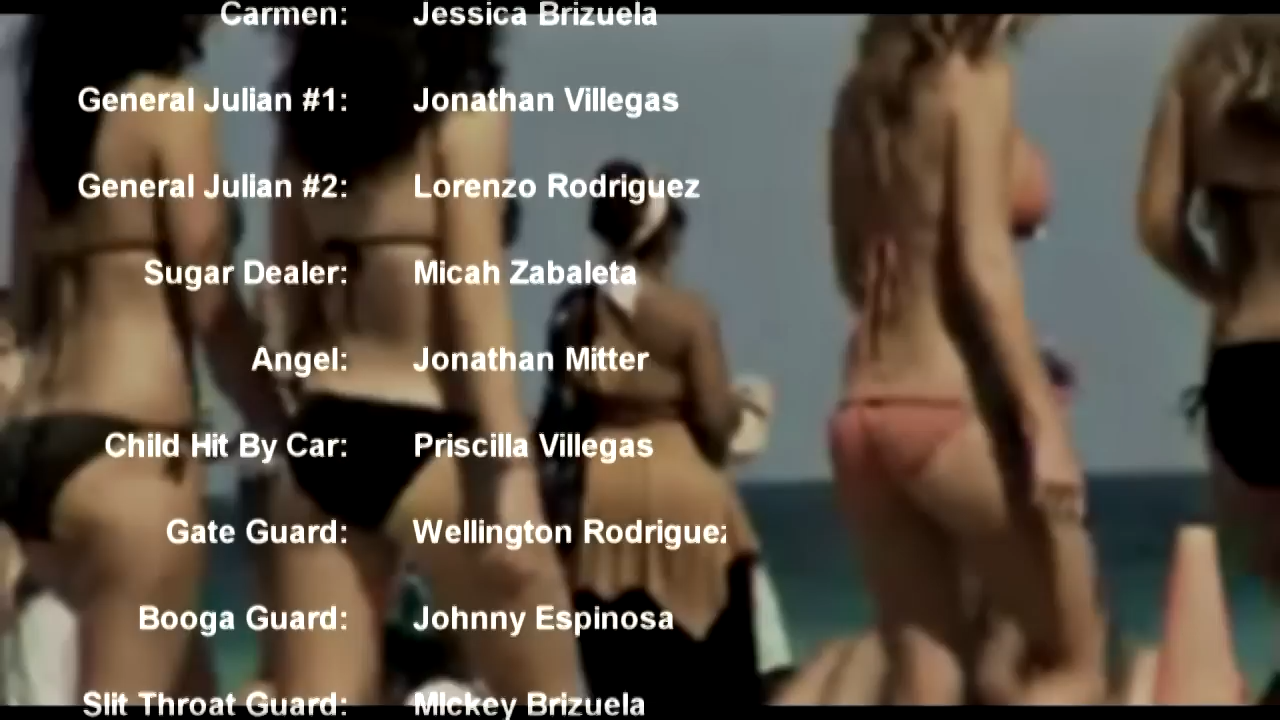 Carmen: Jessica Brizuela
General Julian #1: Jonathan Villegas
General Julian #2: Lorenzo Rodriguez
Sugar Dealer: Micah Zabaleta
Angel: Jonathan Mitter
Child Hit By Car: Priscilla Villegas
Gate Guard: Wellington Rodriguez
Booga Guard: Johnny Espinosa
Slit Throat Guard: Mickey Brizuela